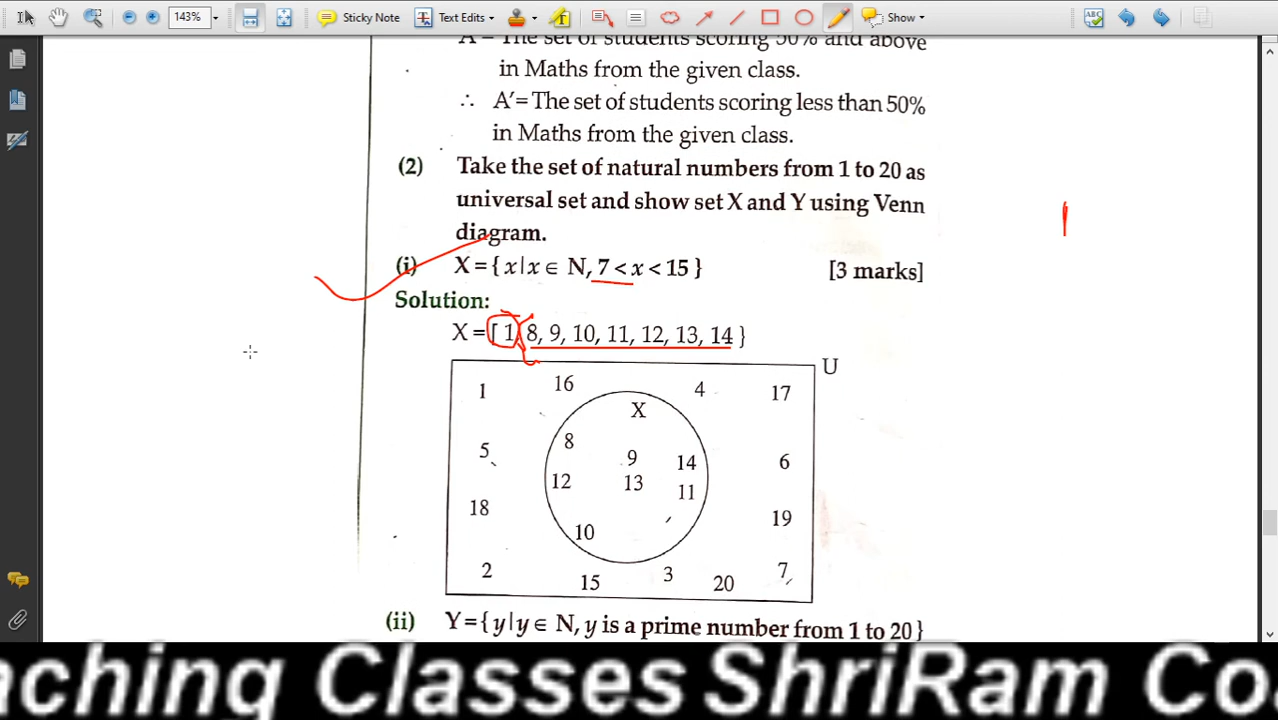 143%
Sticky Note
Text Edits
Show
A = The set of students scoring 50% and above
in Maths from the given class.
∴ A′= The set of students scoring less than 50%
in Maths from the given class.
(2) Take the set of natural numbers from 1 to 20 as
universal set and show set X and Y using Venn
diagram.
(i) X = { x | x ∈ N, 7 < x < 15 } [3 marks]
Solution:
X = [ 1, 8, 9, 10, 11, 12, 13, 14 }
U
1 16 4 17
X
8
5 9 14 6
12 13 11
18 19
10
2 15 3 20 7
(ii) Y = { y | y ∈ N, y is a prime number from 1 to 20 }
aching Classes ShriRam Coa